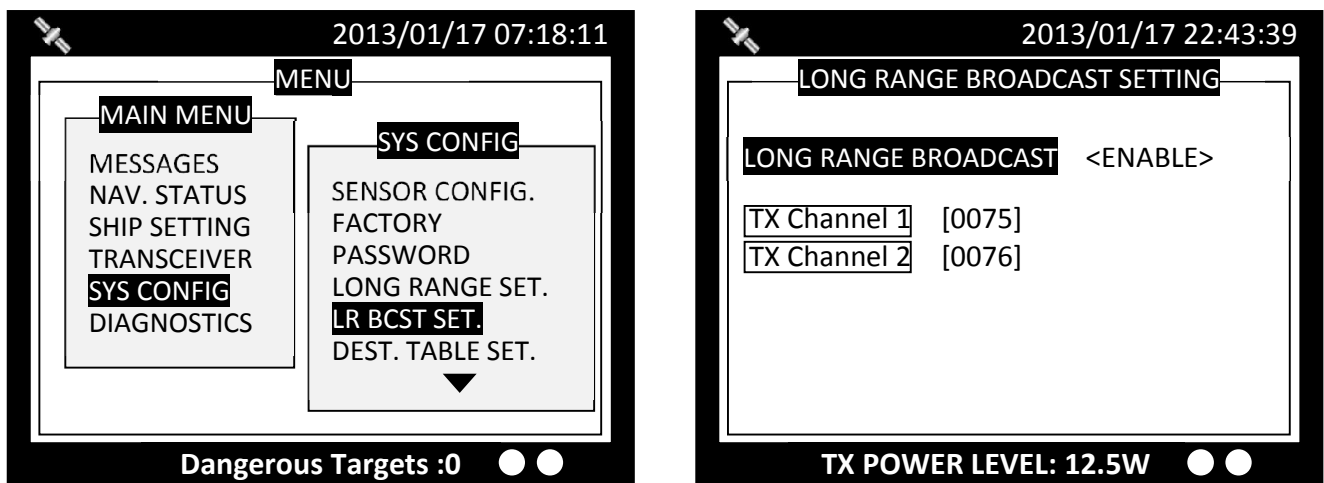 2013/01/17 07:18:11
MENU
MAIN MENU
MESSAGES
NAV. STATUS
SHIP SETTING
TRANSCEIVER
SYS CONFIG
DIAGNOSTICS
SYS CONFIG
SENSOR CONFIG.
FACTORY
PASSWORD
LONG RANGE SET.
LR BCST SET.
DEST. TABLE SET.
Dangerous Targets :0
2013/01/17 22:43:39
LONG RANGE BROADCAST SETTING
LONG RANGE BROADCAST <ENABLE>
TX Channel 1 [0075]
TX Channel 2 [0076]
TX POWER LEVEL: 12.5W